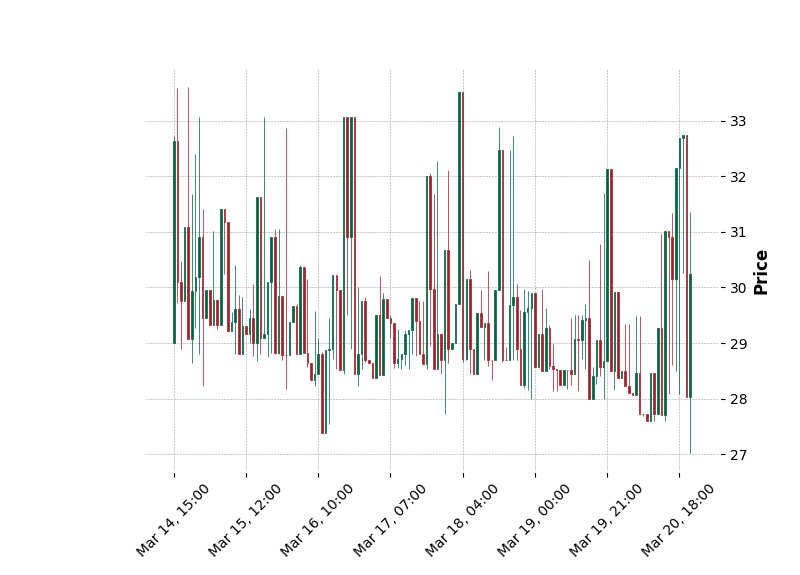 33
32
31
30
29
28
27
Price
Mar 14, 15:00
Mar 15, 12:00
Mar 16, 10:00
Mar 17, 07:00
Mar 18, 04:00
Mar 19, 00:00
Mar 19, 21:00
Mar 20, 18:00